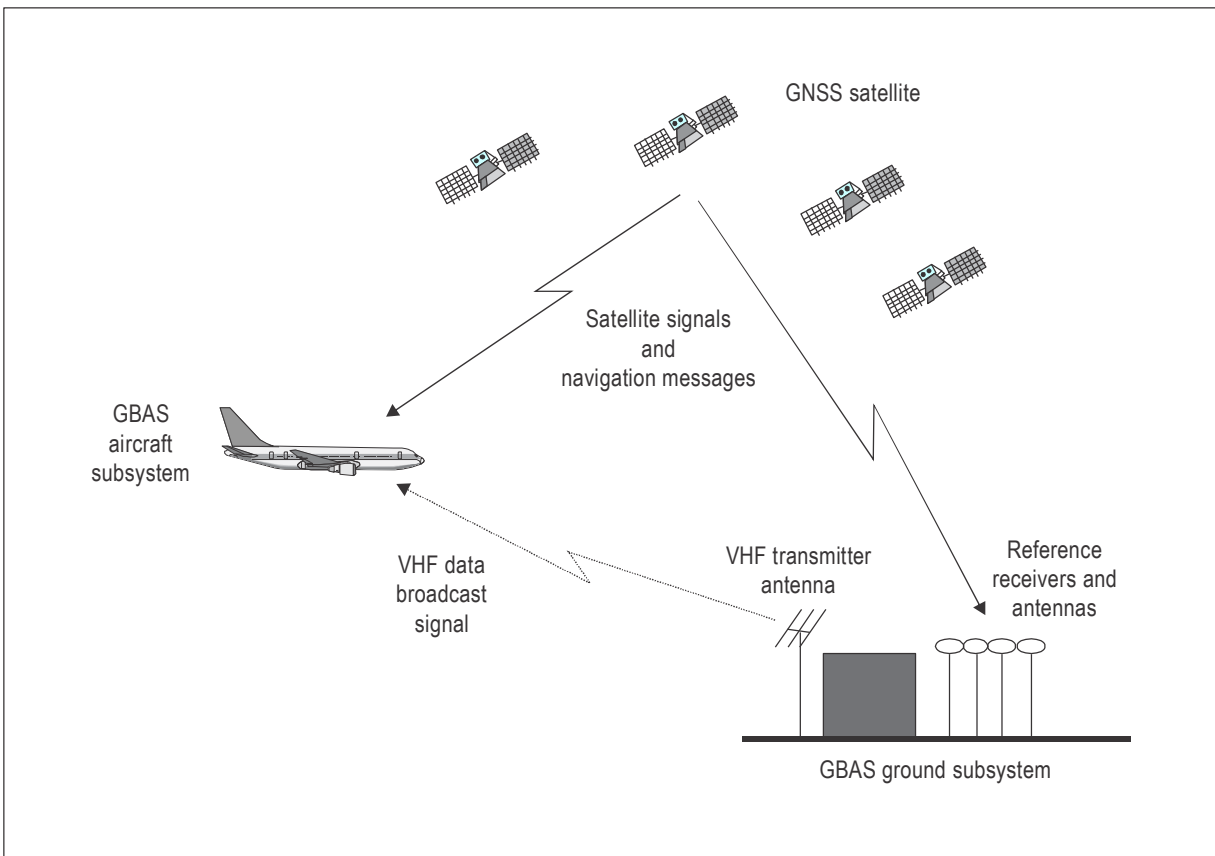 GNSS satellite
Satellite signals
and
navigation messages
GBAS
aircraft
subsystem
VHF data
broadcast
signal
VHF transmitter
antenna
Reference
receivers and
antennas
GBAS ground subsystem